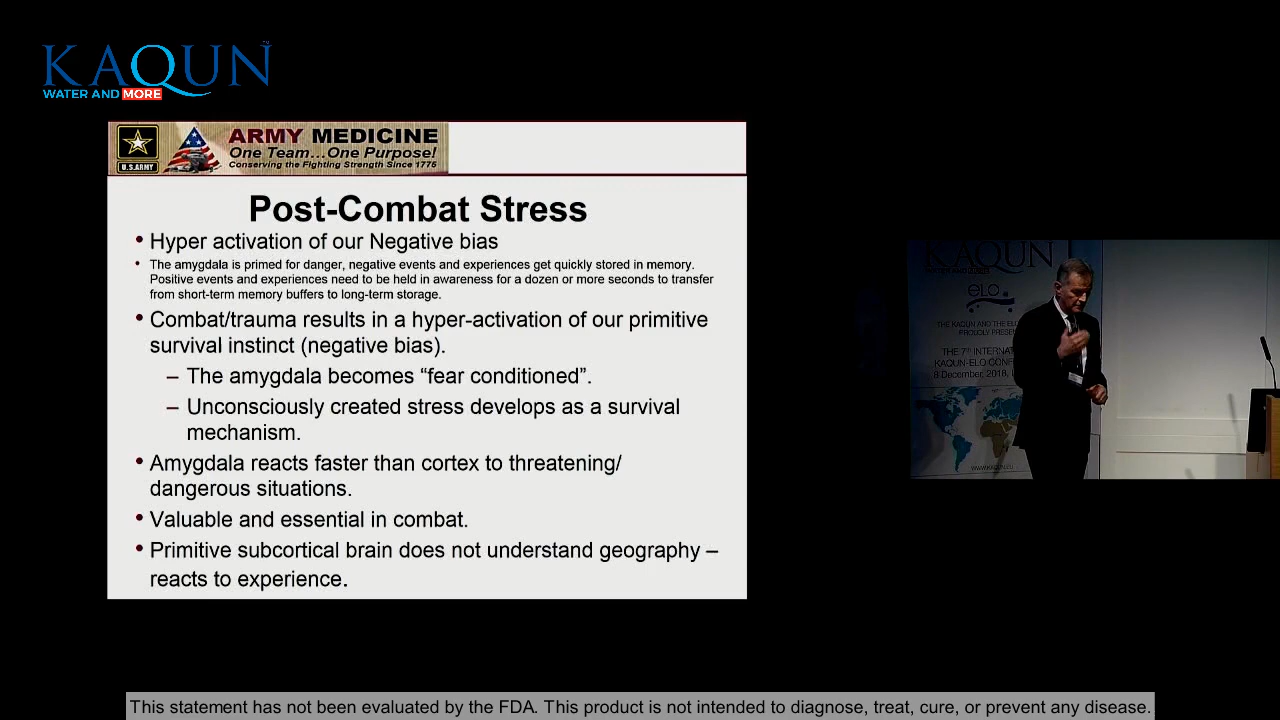 KAQUN™
WATER AND MORE
U.S.ARMY
ARMY MEDICINE
One Team...One Purpose!
Conserving the Fighting Strength Since 1775
Post-Combat Stress
• Hyper activation of our Negative bias
• The amygdala is primed for danger, negative events and experiences get quickly stored in memory.
Positive events and experiences need to be held in awareness for a dozen or more seconds to transfer
from short-term memory buffers to long-term storage.
• Combat/trauma results in a hyper-activation of our primitive
survival instinct (negative bias).
– The amygdala becomes “fear conditioned”.
– Unconsciously created stress develops as a survival
mechanism.
• Amygdala reacts faster than cortex to threatening/
dangerous situations.
• Valuable and essential in combat.
• Primitive subcortical brain does not understand geography –
reacts to experience.
KAQUN
ELO
THE KAQUN AND THE ELO
PROUDLY PRESEN
THE 7th INTERNAT
KAQUN-ELO CONF
8 December, 2018,
WWW.KAQUN.EU
This statement has not been evaluated by the FDA. This product is not intended to diagnose, treat, cure, or prevent any disease.